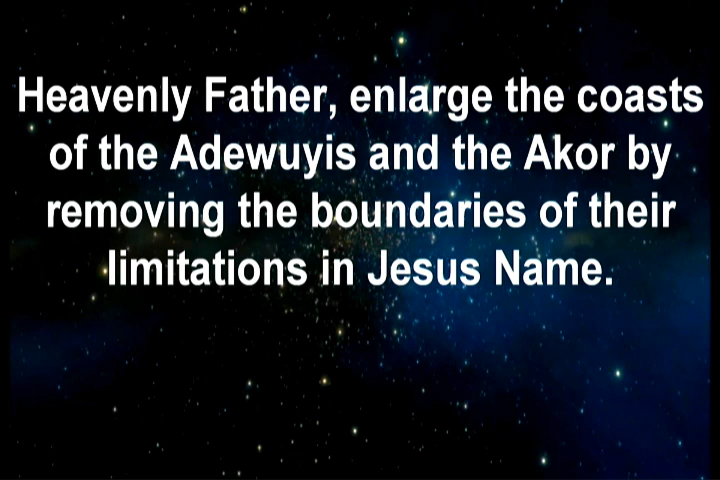 Heavenly Father, enlarge the coasts
of the Adewuyis and the Akor by
removing the boundaries of their
limitations in Jesus Name.